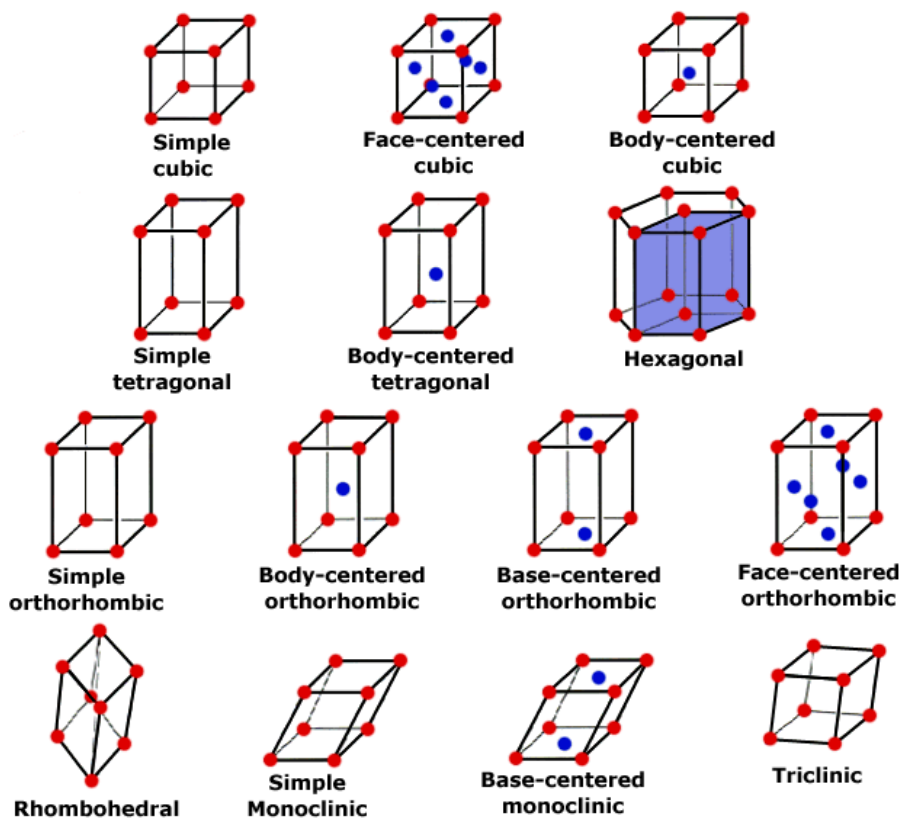 Simple
cubic
Face-centered
cubic
Body-centered
cubic
Simple
tetragonal
Body-centered
tetragonal
Hexagonal
Simple
orthorhombic
Body-centered
orthorhombic
Base-centered
orthorhombic
Face-centered
orthorhombic
Rhombohedral
Simple
Monoclinic
Base-centered
monoclinic
Triclinic